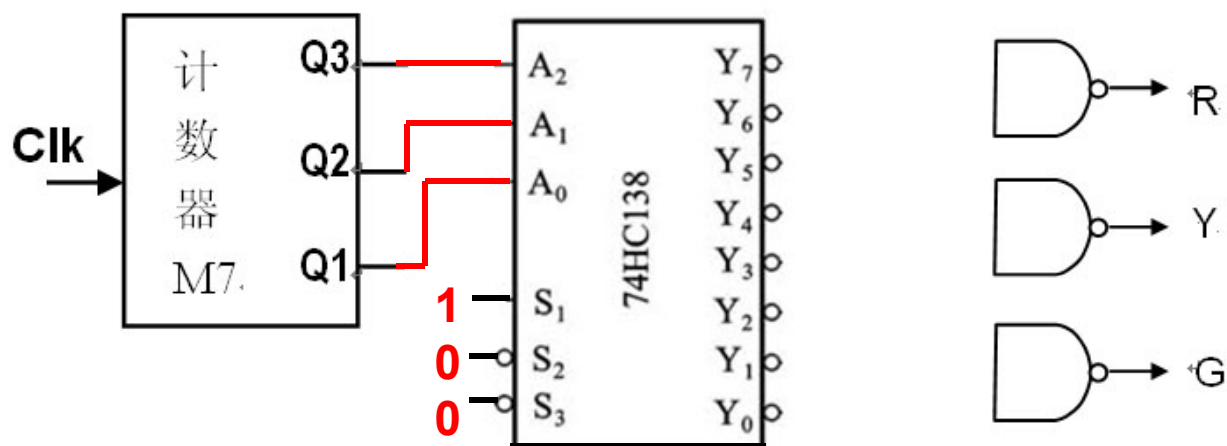 Clk
计
数
器
M7
Q3
Q2
Q1
1
0
0
A2
A1
A0
S1
S2
S3
74HC138
Y7
Y6
Y5
Y4
Y3
Y2
Y1
Y0
R
Y
G